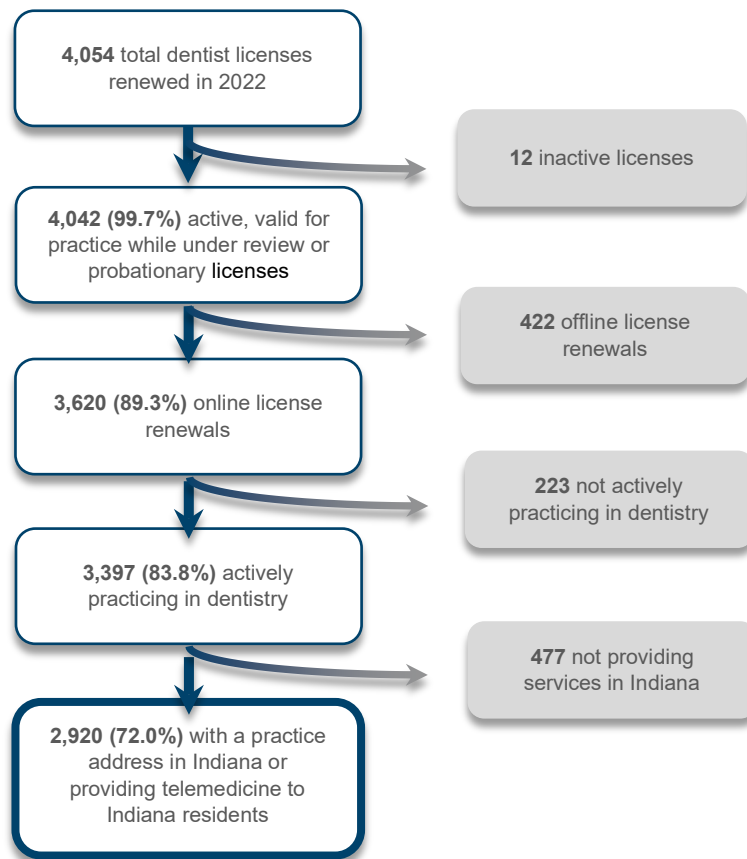 4,054 total dentist licenses
renewed in 2022
12 inactive licenses
4,042 (99.7%) active, valid for
practice while under review or
probationary licenses
422 offline license
renewals
3,620 (89.3%) online license
renewals
223 not actively
practicing in dentistry
3,397 (83.8%) actively
practicing in dentistry
477 not providing
services in Indiana
2,920 (72.0%) with a practice
address in Indiana or
providing telemedicine to
Indiana residents